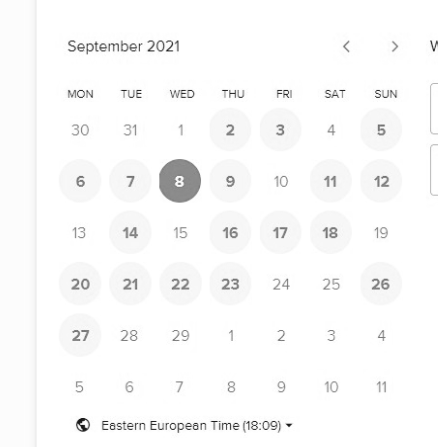 September 2021
W
MON TUE WED THU FRI SAT SUN
30 31 1 2 3 4 5
6 7 8 9 10 11 12
13 14 15 16 17 18 19
20 21 22 23 24 25 26
27 28 29 1 2 3 4
5 6 7 8 9 10 11
Eastern European Time (18:09)